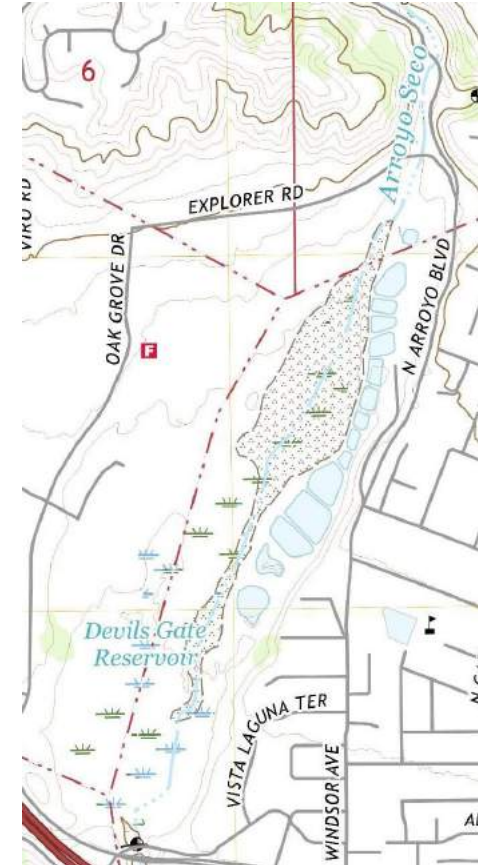 6
Arroyo Seco
EXPLORER RD
VIRO RD
OAK GROVE DR
N ARROYO BLVD
F
Devils Gate
Reservoir
VISTA LAGUNA TER
WINDSOR AVE